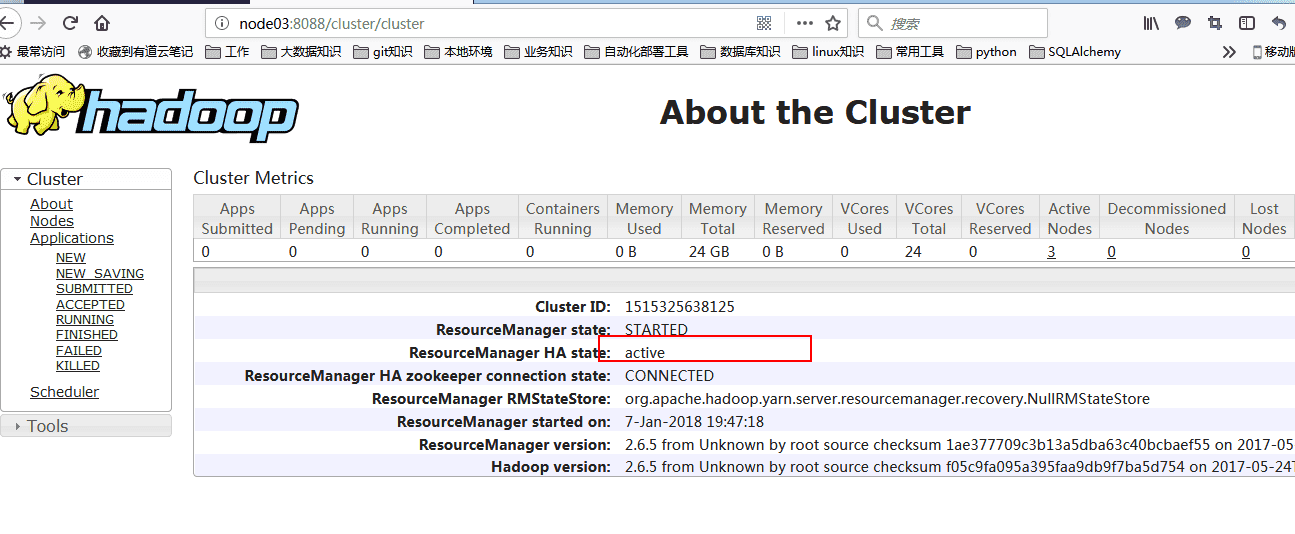 node03:8088/cluster/cluster
搜索
最常访问 收藏到有道云笔记 工作 大数据知识 git知识 本地环境 业务知识 自动化部署工具 数据库知识 linux知识 常用工具 python SQLAlchemy 移动版
hadoop
About the Cluster
Cluster
About
Nodes
Applications
NEW
NEW_SAVING
SUBMITTED
ACCEPTED
RUNNING
FINISHED
FAILED
KILLED
Scheduler
Tools
Cluster Metrics
Apps Submitted Apps Pending Apps Running Apps Completed Containers Running Memory Used Memory Total Memory Reserved VCores Used VCores Total VCores Reserved Active Nodes Decommissioned Nodes Lost Nodes
0 0 0 0 0 0 B 24 GB 0 B 0 24 0 3 0 0
Cluster ID: 1515325638125
ResourceManager state: STARTED
ResourceManager HA state: active
ResourceManager HA zookeeper connection state: CONNECTED
ResourceManager RMStateStore: org.apache.hadoop.yarn.server.resourcemanager.recovery.NullRMStateStore
ResourceManager started on: 7-Jan-2018 19:47:18
ResourceManager version: 2.6.5 from Unknown by root source checksum 1ae377709c3b13a5dba63c40bcbaef55 on 2017-05
Hadoop version: 2.6.5 from Unknown by root source checksum f05c9fa095a395faa9db9f7ba5d754 on 2017-05-24T